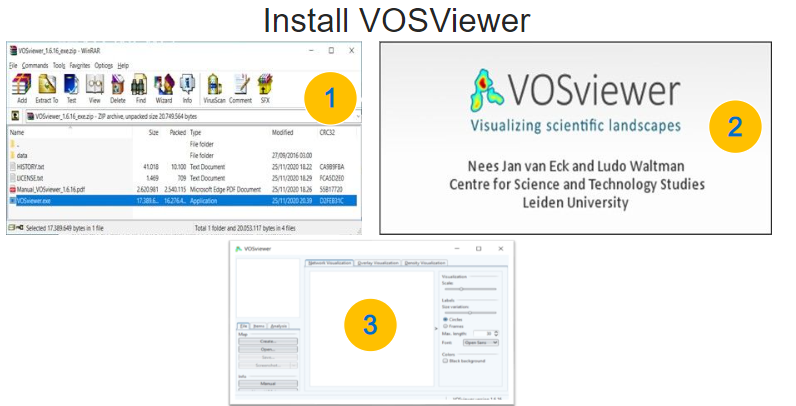 Install VOSViewer
VOSviewer_1.6.16_exe.zip - WinRAR
File Commands Tools Favorites Options Help
Add Extract To Test View Delete Find Wizard Info VirusScan Comment SFX
VOSviewer_1.6.16_exe.zip - ZIP archive, unpacked size 20.749.564 bytes
Name Size Packed Type Modified CRC32
.. File folder
data File folder 27/09/2016 03.00
HISTORY.txt 41.018 10.100 Text Document 25/11/2020 18.22 CA9B9FBA
LICENSE.txt 1.469 709 Text Document 25/11/2020 18.29 FCA5D2E0
Manual_VOSviewer_1.6.16.pdf 2.620.981 2.540.115 Microsoft Edge PDF Document 25/11/2020 18.26 55B17720
VOSviewer.exe 17.389.6... 16,276.4... Application 25/11/2020 20.39 D2FEB31C
Selected 17.389.649 bytes in 1 file Total 1 folder and 20.053.117 bytes in 4 files
1
VOSviewer
Visualizing scientific landscapes
Nees Jan van Eck and Ludo Waltman
Centre for Science and Technology Studies
Leiden University
2
VOSviewer
Network Visualization Overlay Visualization Density Visualization
File Items Analysis
Map
Create...
Open...
Save...
Screenshot...
Info
Manual
3
Visualization
Scale:
Labels
Size variation:
Circles
Frames
Max. length: 30
Font: Open Sans
Colors
Black background
VOSviewer version 1.6.16